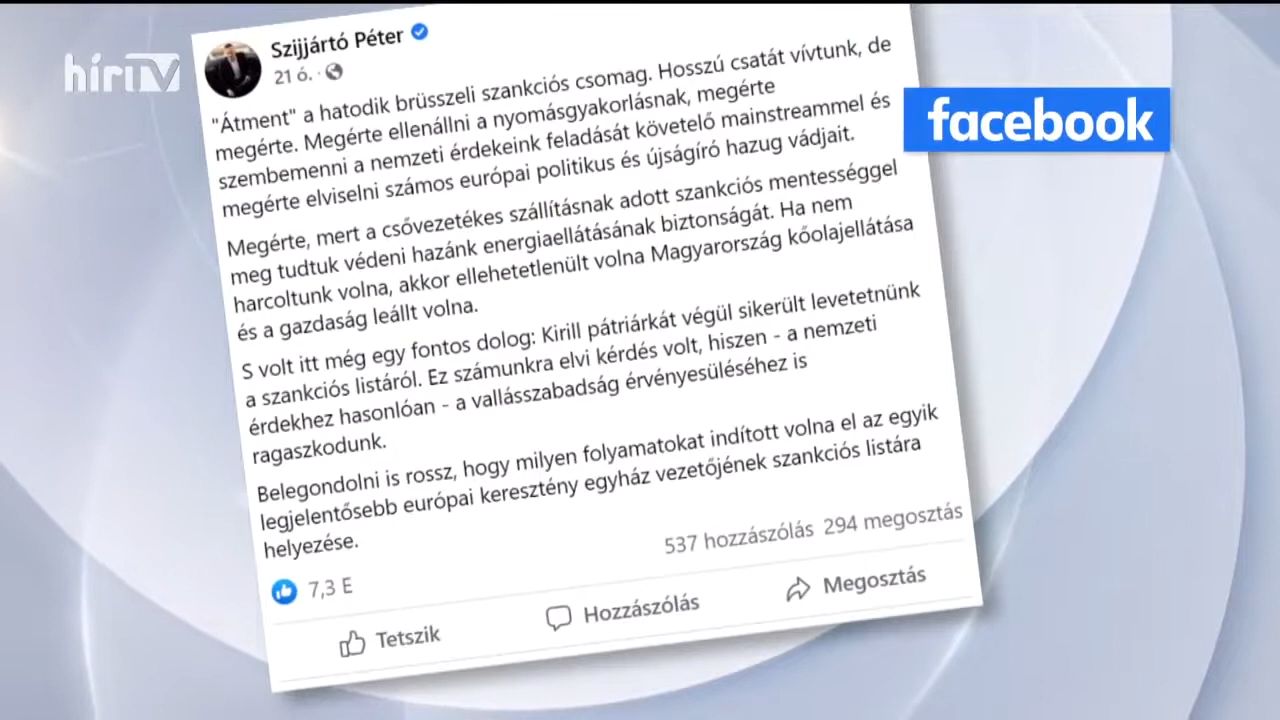 hírTV
facebook
Szijjártó Péter
21 ó. ·
"Átment" a hatodik brüsszeli szankciós csomag. Hosszú csatát vívtunk, de
megérte. Megérte ellenállni a nyomásgyakorlásnak, megérte
szembemenni a nemzeti érdekeink feladását követelő mainstreammel és
megérte elviselni számos európai politikus és újságíró hazug vádjait.
Megérte, mert a csővezetékes szállításnak adott szankciós mentességgel
meg tudtuk védeni hazánk energiaellátásának biztonságát. Ha nem
harcoltunk volna, akkor ellehetetlenült volna Magyarország kőolajellátása
és a gazdaság leállt volna.
S volt itt még egy fontos dolog: Kirill pátriárkát végül sikerült levetetnünk
a szankciós listáról. Ez számunkra elvi kérdés volt, hiszen - a nemzeti
érdekhez hasonlóan - a vallásszabadság érvényesüléséhez is
ragaszkodunk.
Belegondolni is rossz, hogy milyen folyamatokat indított volna el az egyik
legjelentősebb európai keresztény egyház vezetőjének szankciós listára
helyezése.
7,3 E
537 hozzászólás 294 megosztás
Tetszik
Hozzászólás
Megosztás